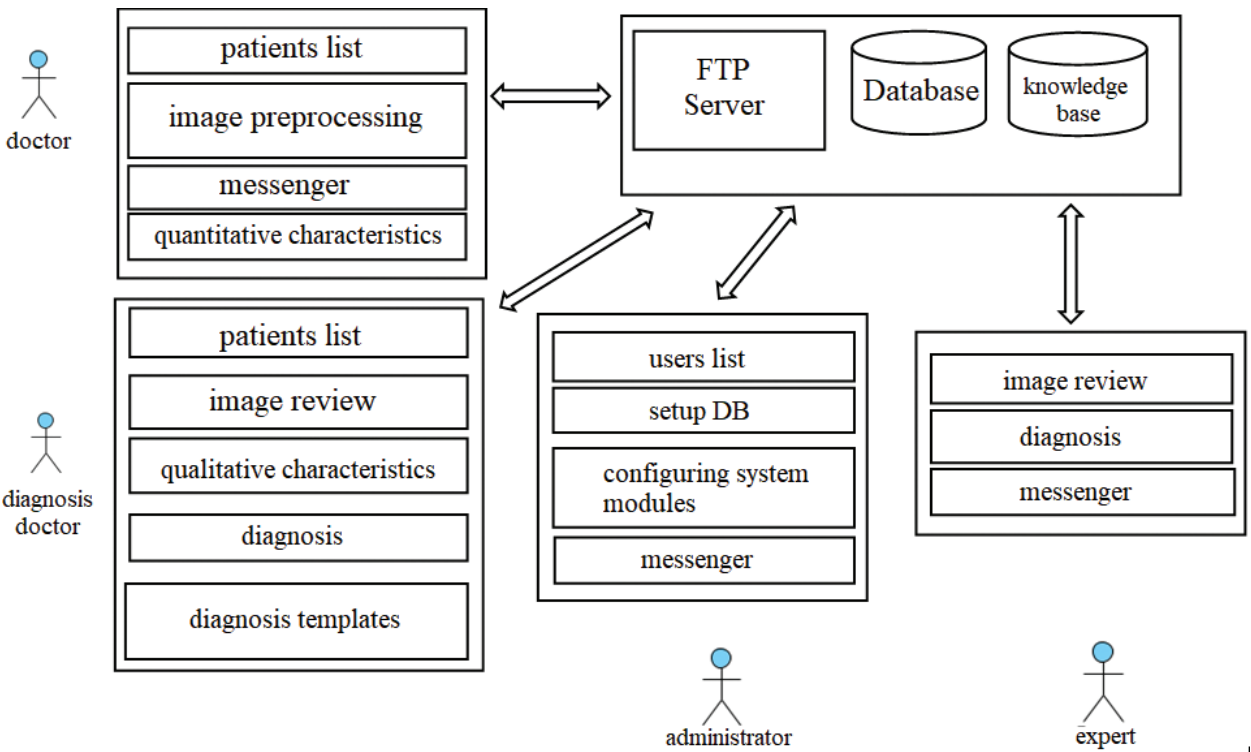 patients list
image preprocessing
messenger
quantitative characteristics
doctor
FTP
Server
Database
knowledge
base
patients list
image review
qualitative characteristics
diagnosis
diagnosis templates
diagnosis
doctor
users list
setup DB
configuring system
modules
messenger
administrator
image review
diagnosis
messenger
expert